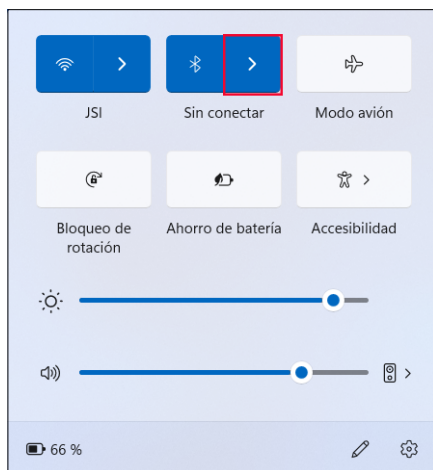 JSI
Sin conectar
Modo avión
Bloqueo de
rotación
Ahorro de batería
Accesibilidad
66 %